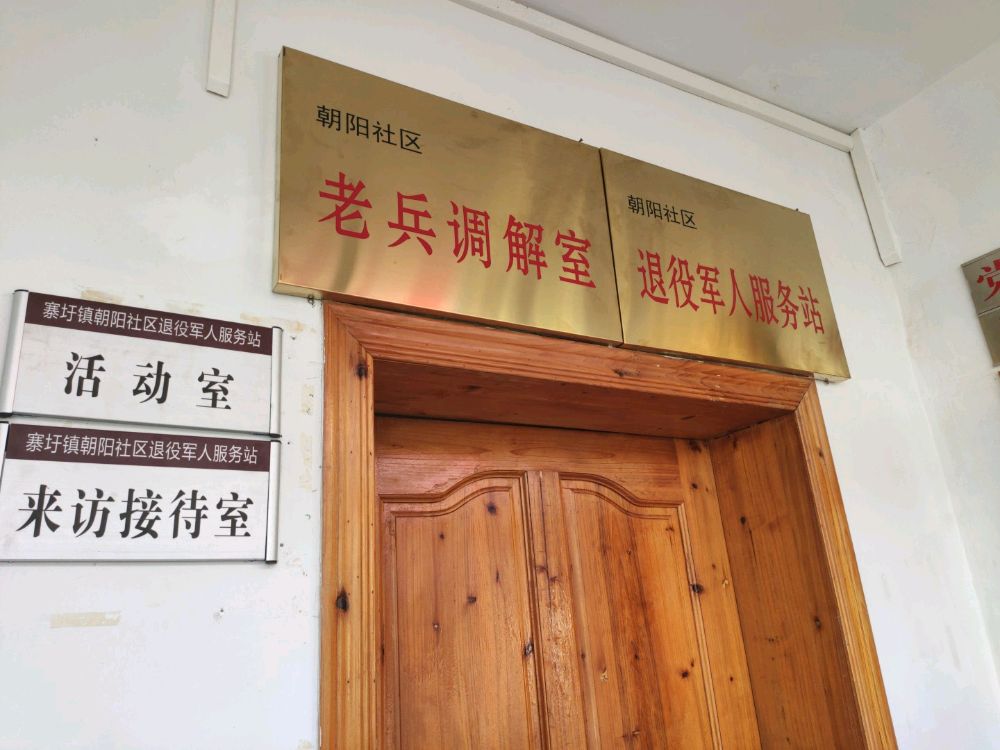 朝阳社区
老兵调解室
朝阳社区
退役军人服务站
寨圩镇朝阳社区退役军人服务站
活动室
寨圩镇朝阳社区退役军人服务站
来访接待室
党